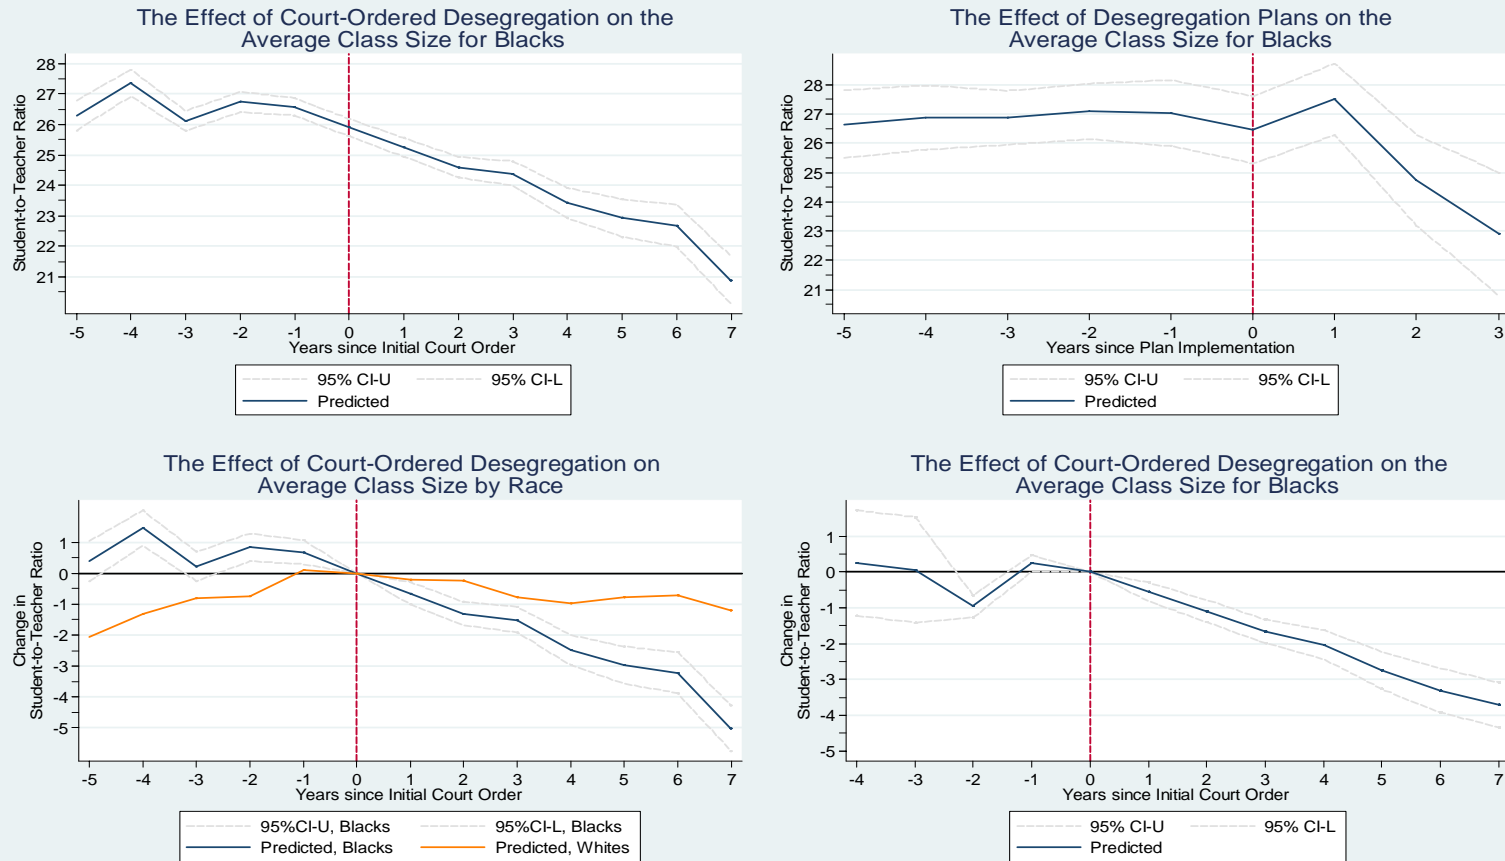 The Effect of Court-Ordered Desegregation on the
Average Class Size for Blacks
Student-to-Teacher Ratio
28
27
26
25
24
23
22
21
-5 -4 -3 -2 -1 0 1 2 3 4 5 6 7
Years since Initial Court Order
95% CI-U 95% CI-L
Predicted
The Effect of Desegregation Plans on the
Average Class Size for Blacks
Student-to-Teacher Ratio
28
27
26
25
24
23
22
21
-5 -4 -3 -2 -1 0 1 2 3
Years since Plan Implementation
95% CI-U 95% CI-L
Predicted
The Effect of Court-Ordered Desegregation on
Average Class Size by Race
Change in
Student-to-Teacher Ratio
1
0
-1
-2
-3
-4
-5
-5 -4 -3 -2 -1 0 1 2 3 4 5 6 7
Years since Initial Court Order
95%CI-U, Blacks 95%CI-L, Blacks
Predicted, Blacks Predicted, Whites
The Effect of Court-Ordered Desegregation on the
Average Class Size for Blacks
Change in
Student-to-Teacher Ratio
1
0
-1
-2
-3
-4
-5
-4 -3 -2 -1 0 1 2 3 4 5 6 7
Years since Initial Court Order
95% CI-U 95% CI-L
Predicted